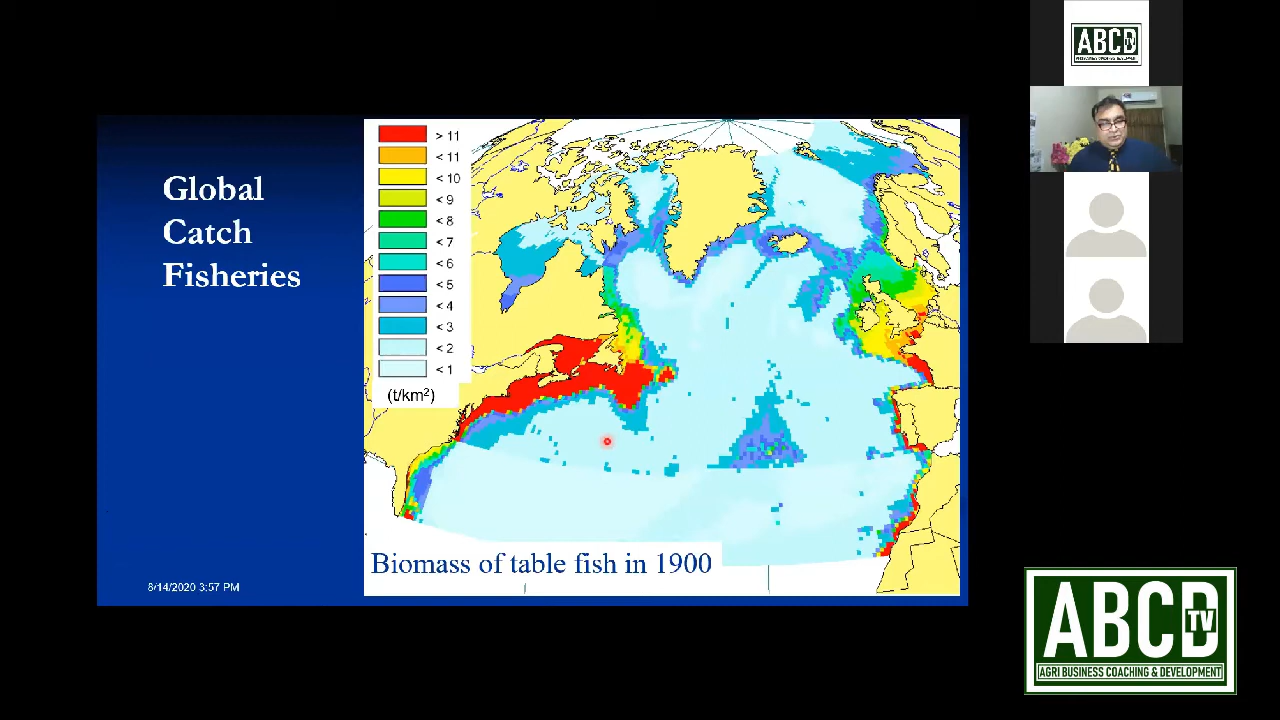 Global
Catch
Fisheries
> 11
< 11
< 10
< 9
< 8
< 7
< 6
< 5
< 4
< 3
< 2
< 1
(t/km²)
Biomass of table fish in 1900
8/14/2020 3:57 PM
ABCD
TV
ABCD
TV
AGRI BUSINESS COACHING & DEVELOPMENT